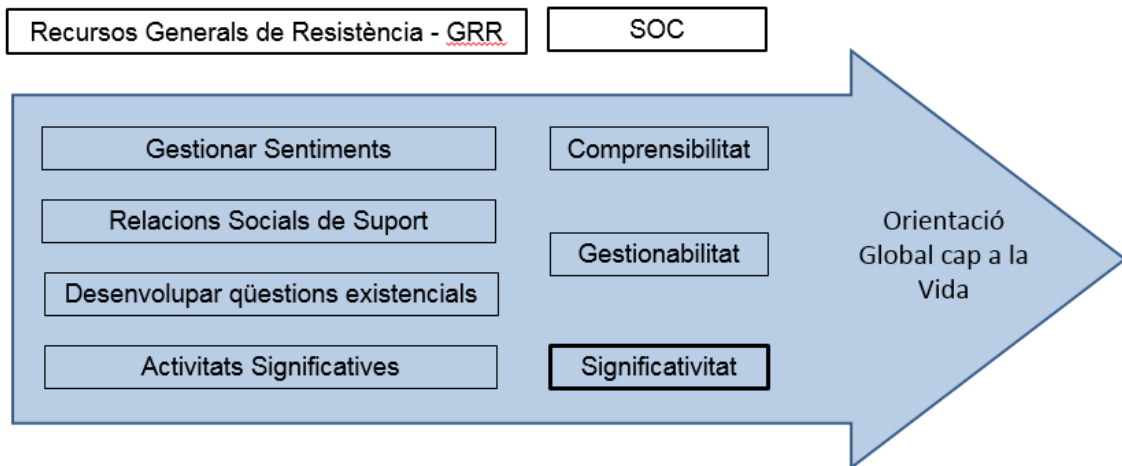 Recursos Generals de Resistència - GRR
SOC
Gestionar Sentiments
Comprensibilitat
Relacions Socials de Suport
Gestionabilitat
Desenvolupar qüestions existencials
Activitats Significatives
Significativitat
Orientació
Global cap a la
Vida